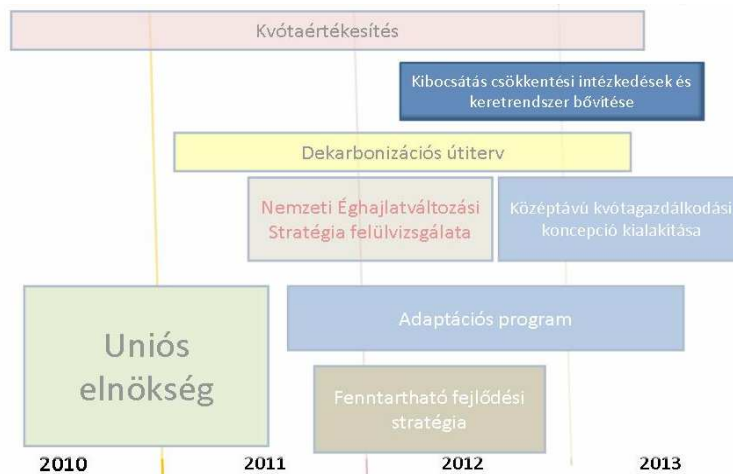 Kvótaértékesítés
Kibocsátás csökkentési intézkedések és
keretrendszer bővítése
Dekarbonizációs útiterv
Nemzeti Éghajlatváltozási
Stratégia felülvizsgálata
Középtávú kvótagazdálkodási
koncepció kialakítása
Uniós
elnökség
Adaptációs program
Fenntartható fejlődési
stratégia
2010 2011 2012 2013